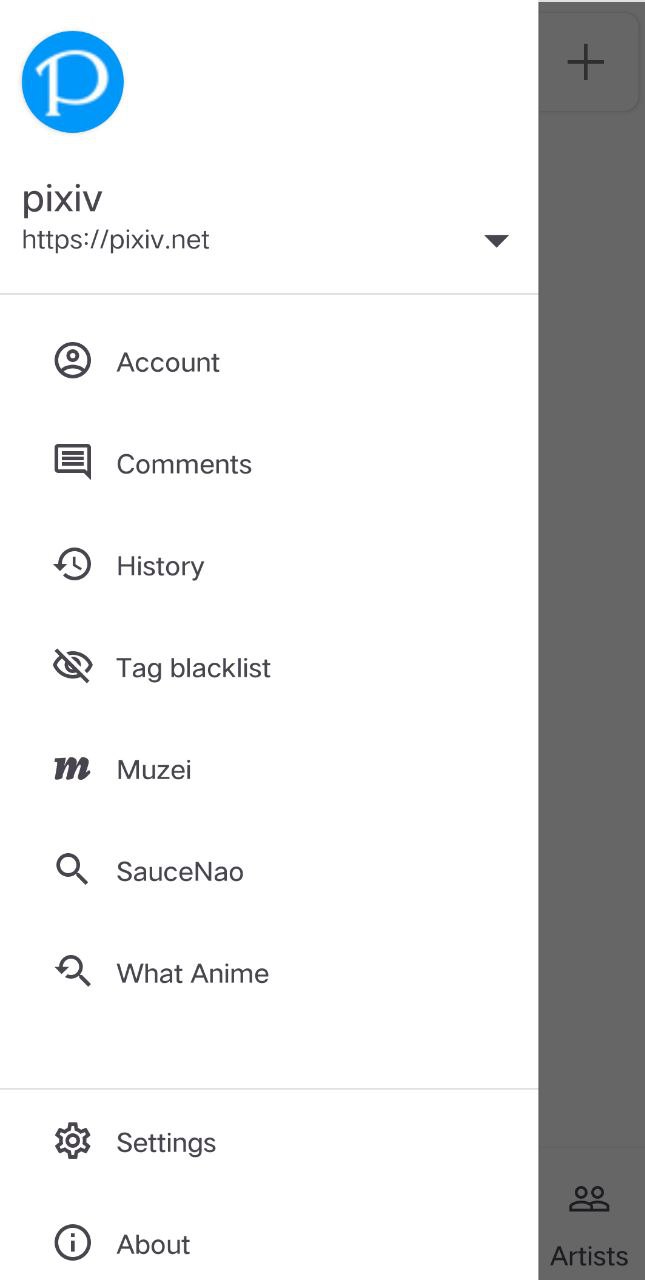 pixiv
https://pixiv.net
Account
Comments
History
Tag blacklist
Muzei
SauceNao
What Anime
Settings
About
Artists